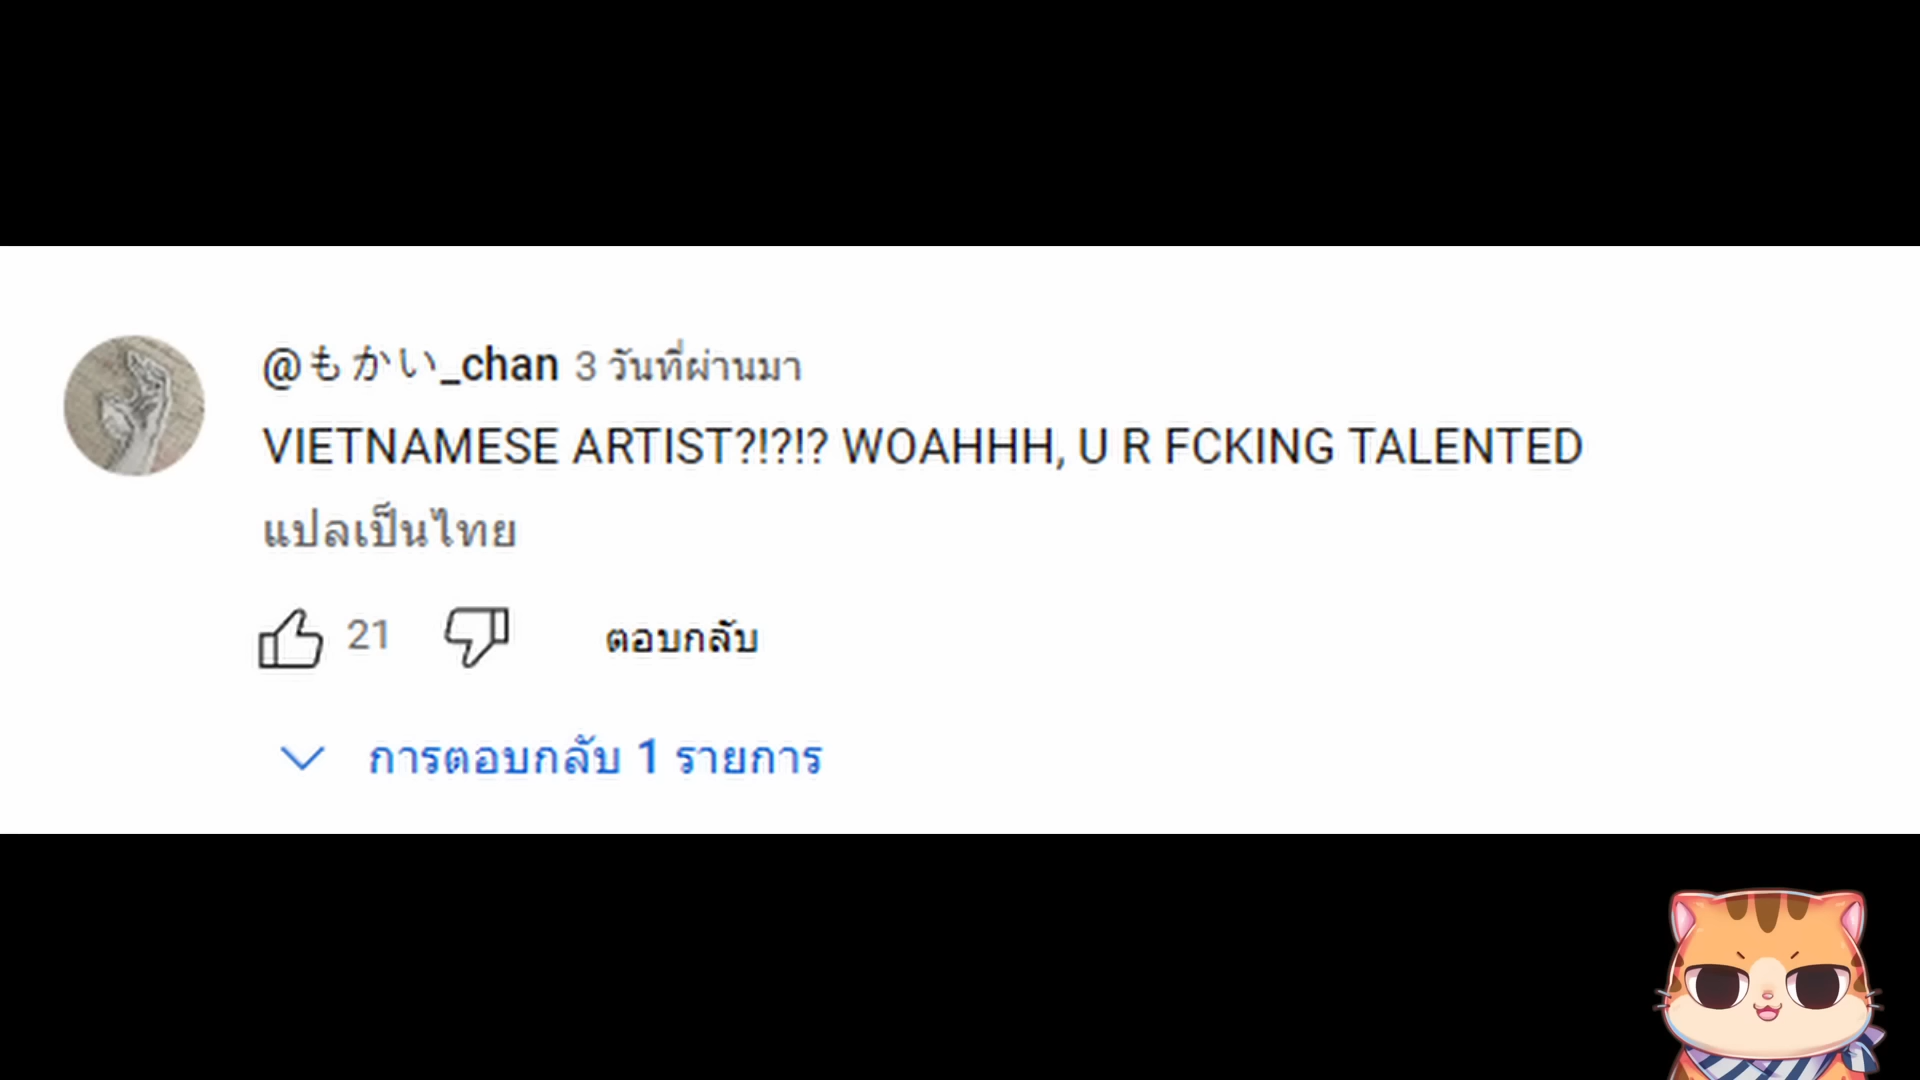 @もかい_chan 3 วันที่ผ่านมา
VIETNAMESE ARTIST?!?!? WOAHHH, U R FCKING TALENTED
แปลเป็นไทย
21 ตอบกลับ
การตอบกลับ 1 รายการ